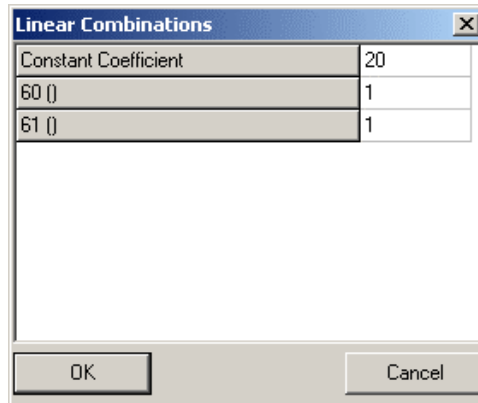 Linear Combinations
Constant Coefficient 20
60 () 1
61 () 1
OK Cancel